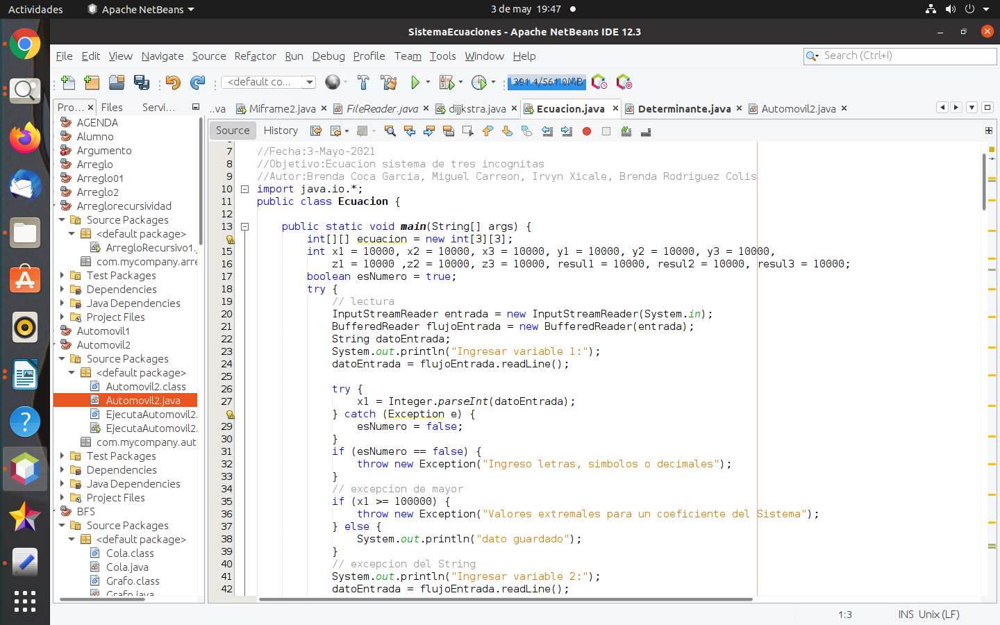 Actividades
Apache NetBeans
3 de may 19:47
SistemaEcuaciones - Apache NetBeans IDE 12.3
File Edit View Navigate Source Refactor Run Debug Profile Team Tools Window Help
Search (Ctrl+I)
<default co...
391.4/561.0MB
Pro... × Files Servi...
...va Miframe2.java × FileReader.java × dijjkstra.java × Ecuacion.java × Determinante.java × Automovil2.java ×
Source History
AGENDA
Alumno
Argumento
Arreglo
Arreglo01
Arreglo2
Arreglorecursividad
Source Packages
<default package>
ArregloRecursivo1.
com.mycompany.arre
Test Packages
Dependencies
Java Dependencies
Project Files
Automovil1
Automovil2
Source Packages
<default package>
Automovil2.class
Automovil2.java
EjecutaAutomovil2.
EjecutaAutomovil2.
com.mycompany.aut
Test Packages
Dependencies
Java Dependencies
Project Files
BFS
Source Packages
<default package>
Cola.class
Cola.java
Grafo.class
Grafo.java
7 //Fecha:3-Mayo-2021
8 //Objetivo:Ecuacion sistema de tres incognitas
9 //Autor:Brenda Coca Garcia, Miguel Carreon, Irvyn Xicale, Brenda Rodriguez Colis
10 import java.io.*;
11 public class Ecuacion {
12
13 public static void main(String[] args) {
int[][] ecuacion = new int[3][3];
15 int x1 = 10000, x2 = 10000, x3 = 10000, y1 = 10000, y2 = 10000, y3 = 10000,
16 z1 = 10000 ,z2 = 10000, z3 = 10000, resul1 = 10000, resul2 = 10000, resul3 = 10000;
17 boolean esNumero = true;
18 try {
19 // lectura
20 InputStreamReader entrada = new InputStreamReader(System.in);
21 BufferedReader flujoEntrada = new BufferedReader(entrada);
22 String datoEntrada;
23 System.out.println("Ingresar variable 1:");
24 datoEntrada = flujoEntrada.readLine();
25
26 try {
27 x1 = Integer.parseInt(datoEntrada);
} catch (Exception e) {
29 esNumero = false;
30 }
31 if (esNumero == false) {
32 throw new Exception("Ingreso letras, simbolos o decimales");
33 }
34 // excepcion de mayor
35 if (x1 >= 100000) {
36 throw new Exception("Valores extremales para un coeficiente del Sistema");
37 } else {
38 System.out.println("dato guardado");
39 }
40 // excepcion del String
41 System.out.println("Ingresar variable 2:");
42 datoEntrada = flujoEntrada.readLine();
1:3
INS Unix (LF)